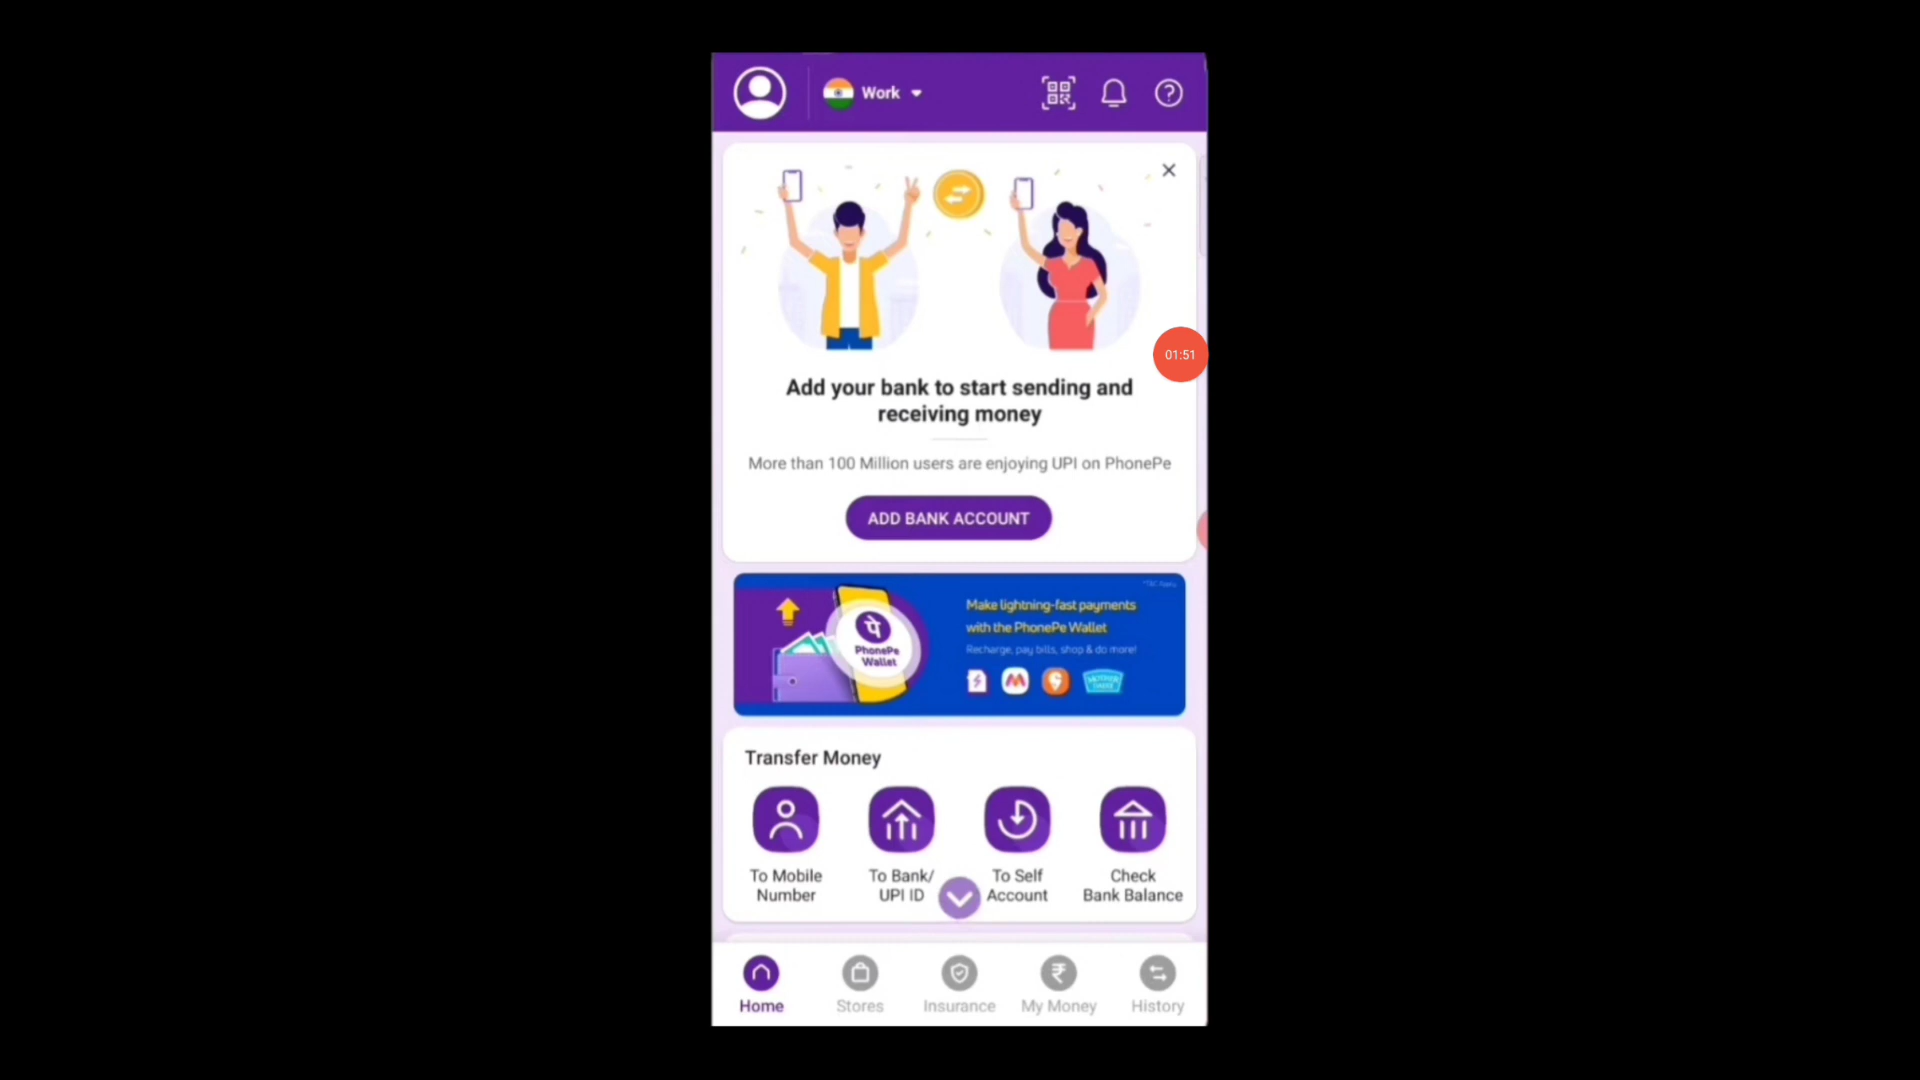 Work
Add your bank to start sending and
receiving money
01:51
More than 100 Million users are enjoying UPI on PhonePe
ADD BANK ACCOUNT
Make lightning-fast payments
with the PhonePe Wallet
Recharge, pay bills, shop & do more!
पे
PhonePe
Wallet
MOTHER
Transfer Money
To Mobile
Number
To Bank/
UPI ID
To Self
Account
Check
Bank Balance
Home
Stores
Insurance
My Money
History